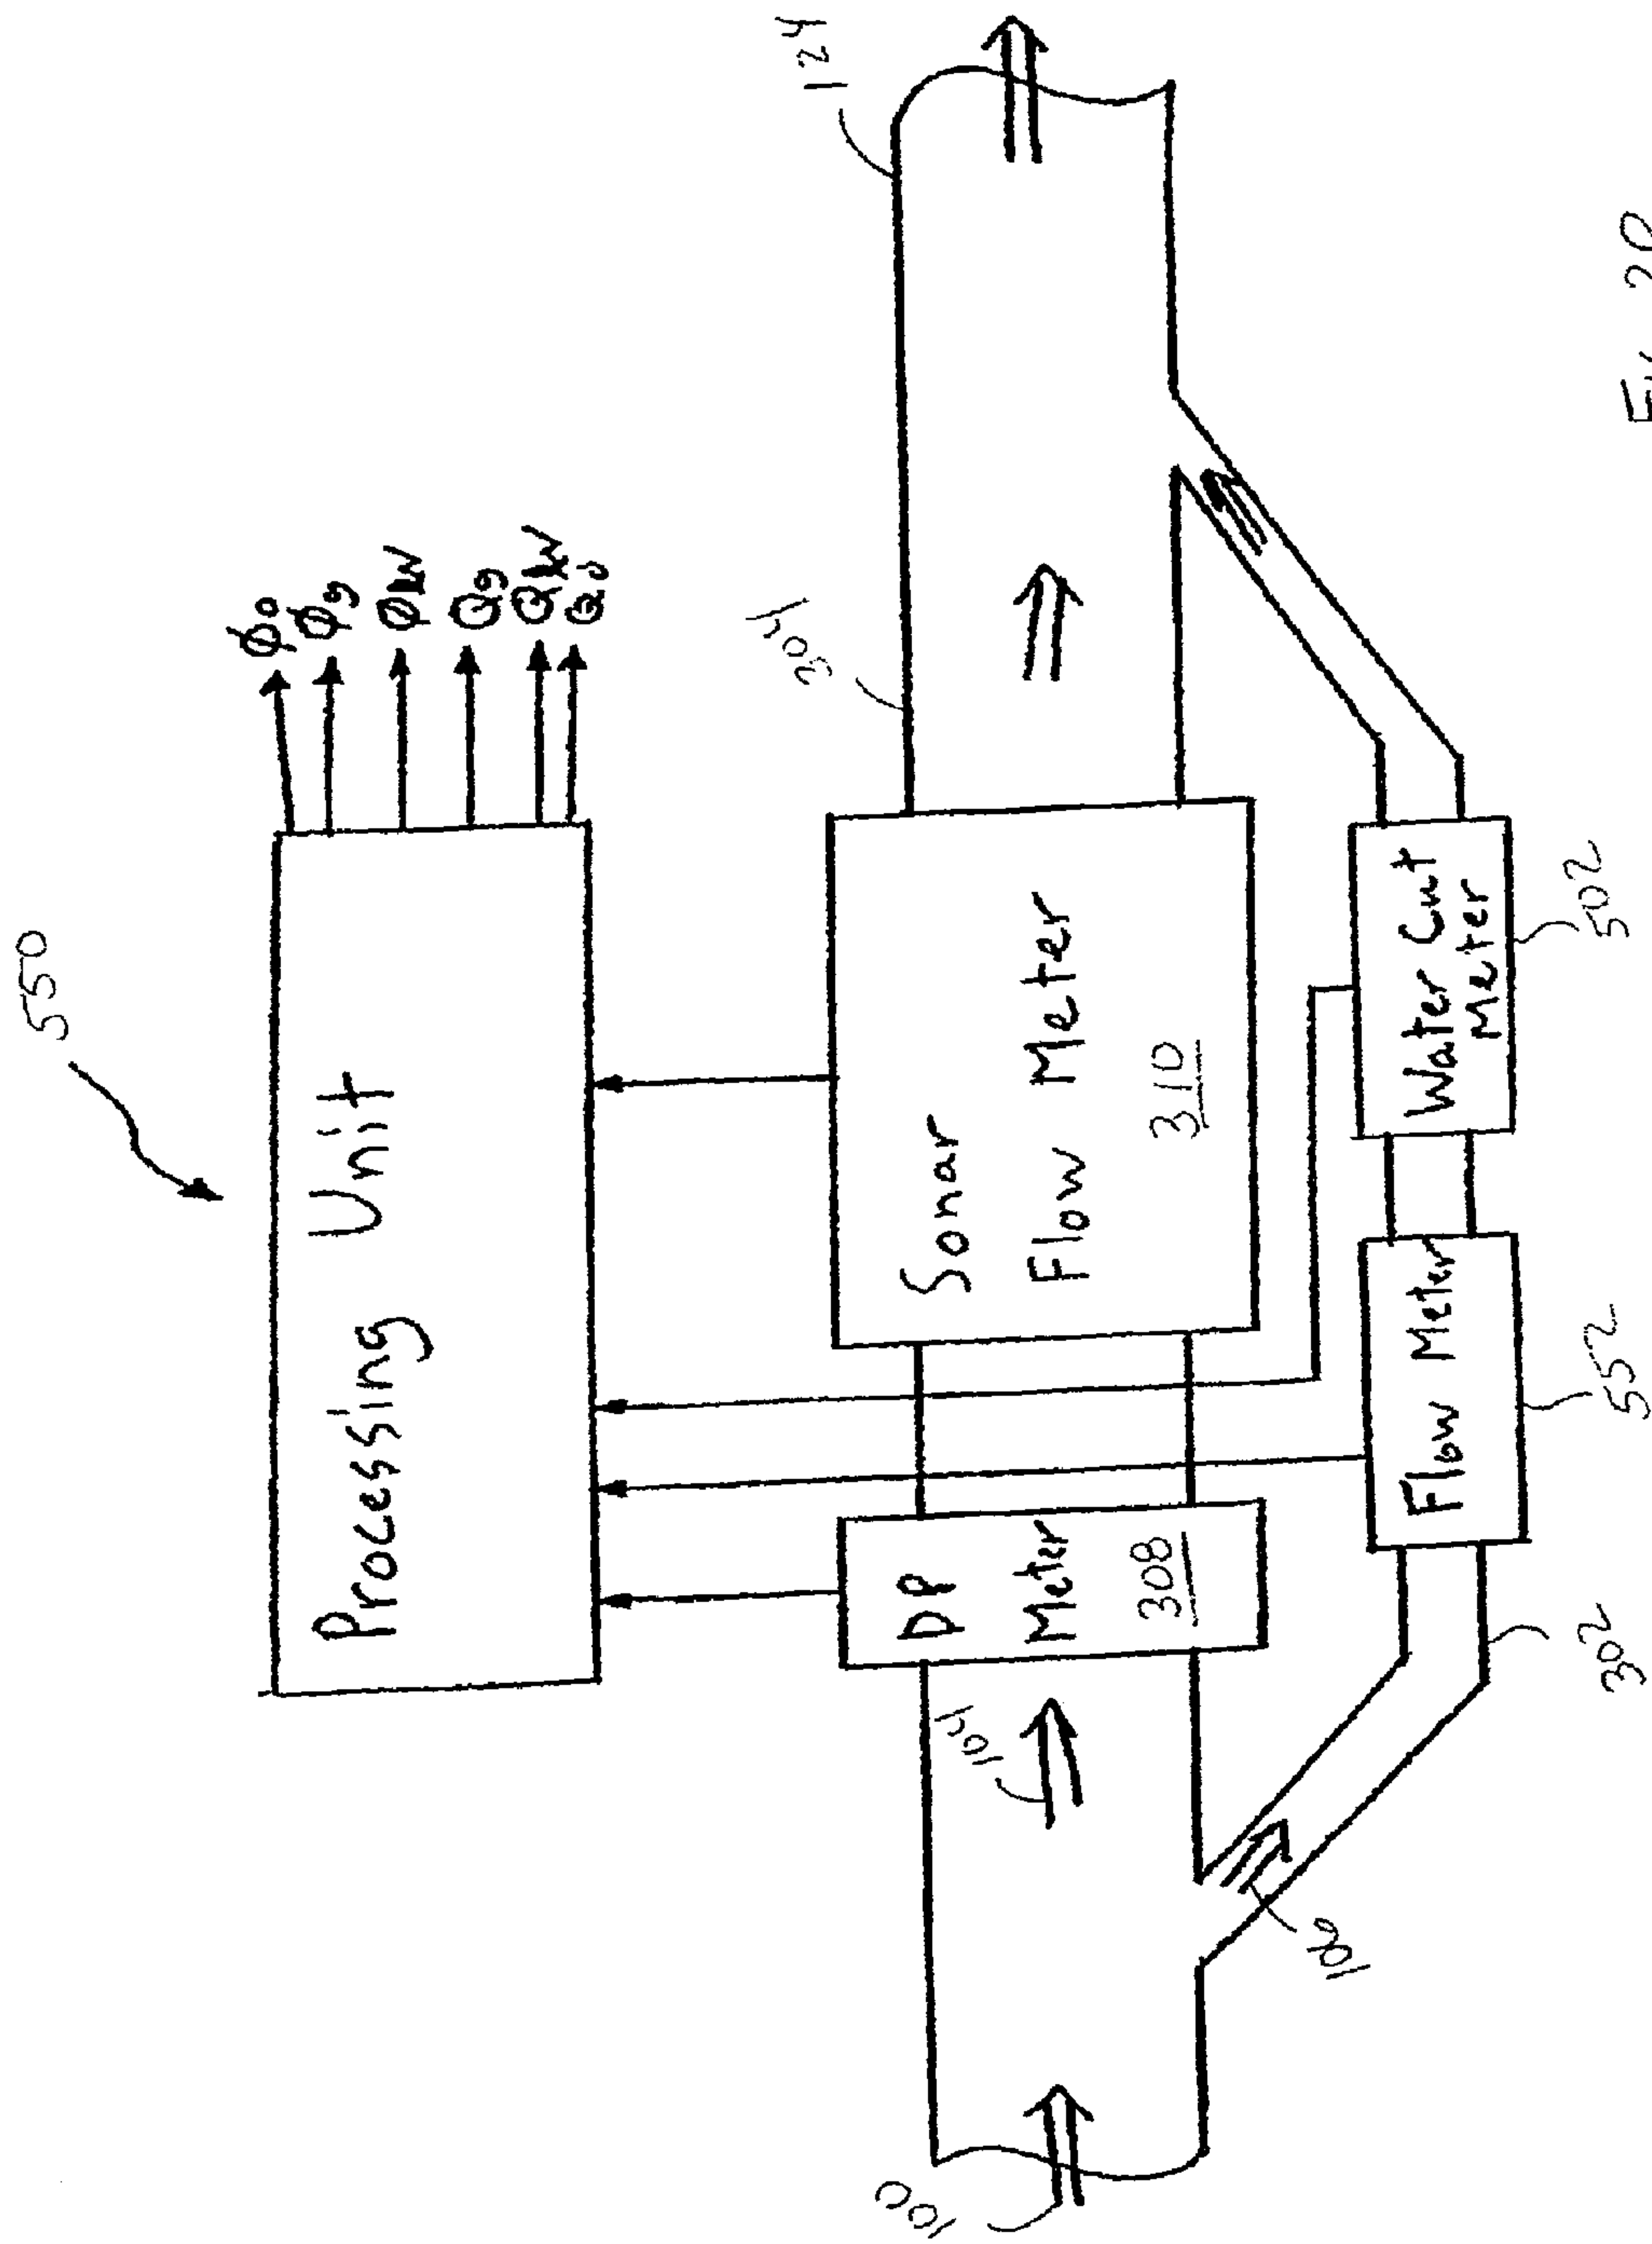 550
Processing Unit
φo
φg
φw
Qg
Qw
Qo
124
304
Sonar
Flow Meter
310
DP
Meter
308
104
100
106
302
Flow Meter
552
Water Cut
Meter
502